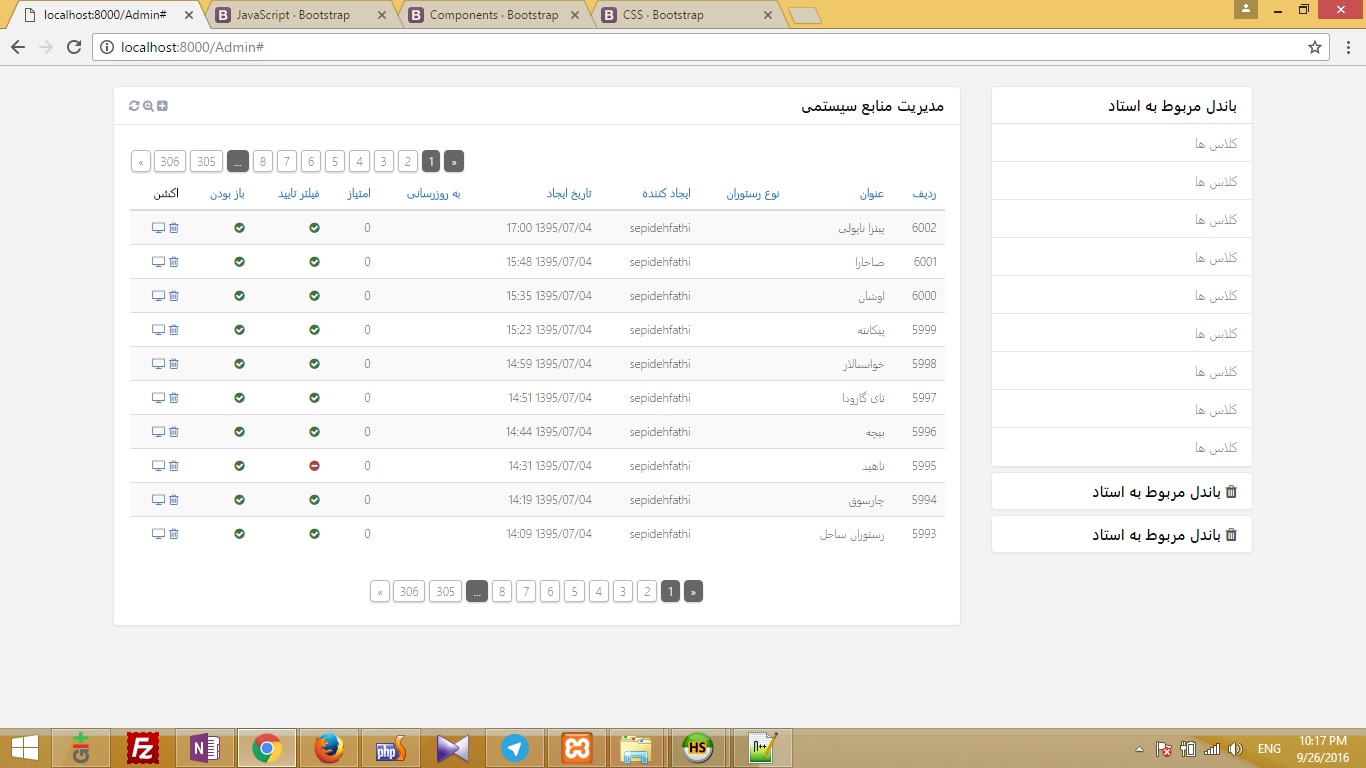 localhost:8000/Admin#
JavaScript · Bootstrap
Components · Bootstrap
CSS · Bootstrap
localhost:8000/Admin#
باندل مربوط به استاد
کلاس ها
کلاس ها
کلاس ها
کلاس ها
کلاس ها
کلاس ها
کلاس ها
کلاس ها
کلاس ها
باندل مربوط به استاد
باندل مربوط به استاد
مدیریت منابع سیستمی
« 306 305 ... 8 7 6 5 4 3 2 1 »
ردیف عنوان نوع رستوران ایجاد کننده تاریخ ایجاد به روزرسانی امتیاز فیلتر تایید باز بودن اکشن
6002 پیتزا ناپولی sepidehfathi 1395/07/04 17:00 0
6001 صاحارا sepidehfathi 1395/07/04 15:48 0
6000 اوشان sepidehfathi 1395/07/04 15:35 0
5999 پیکانته sepidehfathi 1395/07/04 15:23 0
5998 خوانسالار sepidehfathi 1395/07/04 14:59 0
5997 تای گارودا sepidehfathi 1395/07/04 14:51 0
5996 sepidehfathi 1395/07/04 14:44 0
5995 ناهید sepidehfathi 1395/07/04 14:31 0
5994 چارسوق sepidehfathi 1395/07/04 14:19 0
5993 رستوران ساحل sepidehfathi 1395/07/04 14:09 0
« 306 305 ... 8 7 6 5 4 3 2 1 »
ENG
10:17 PM
9/26/2016